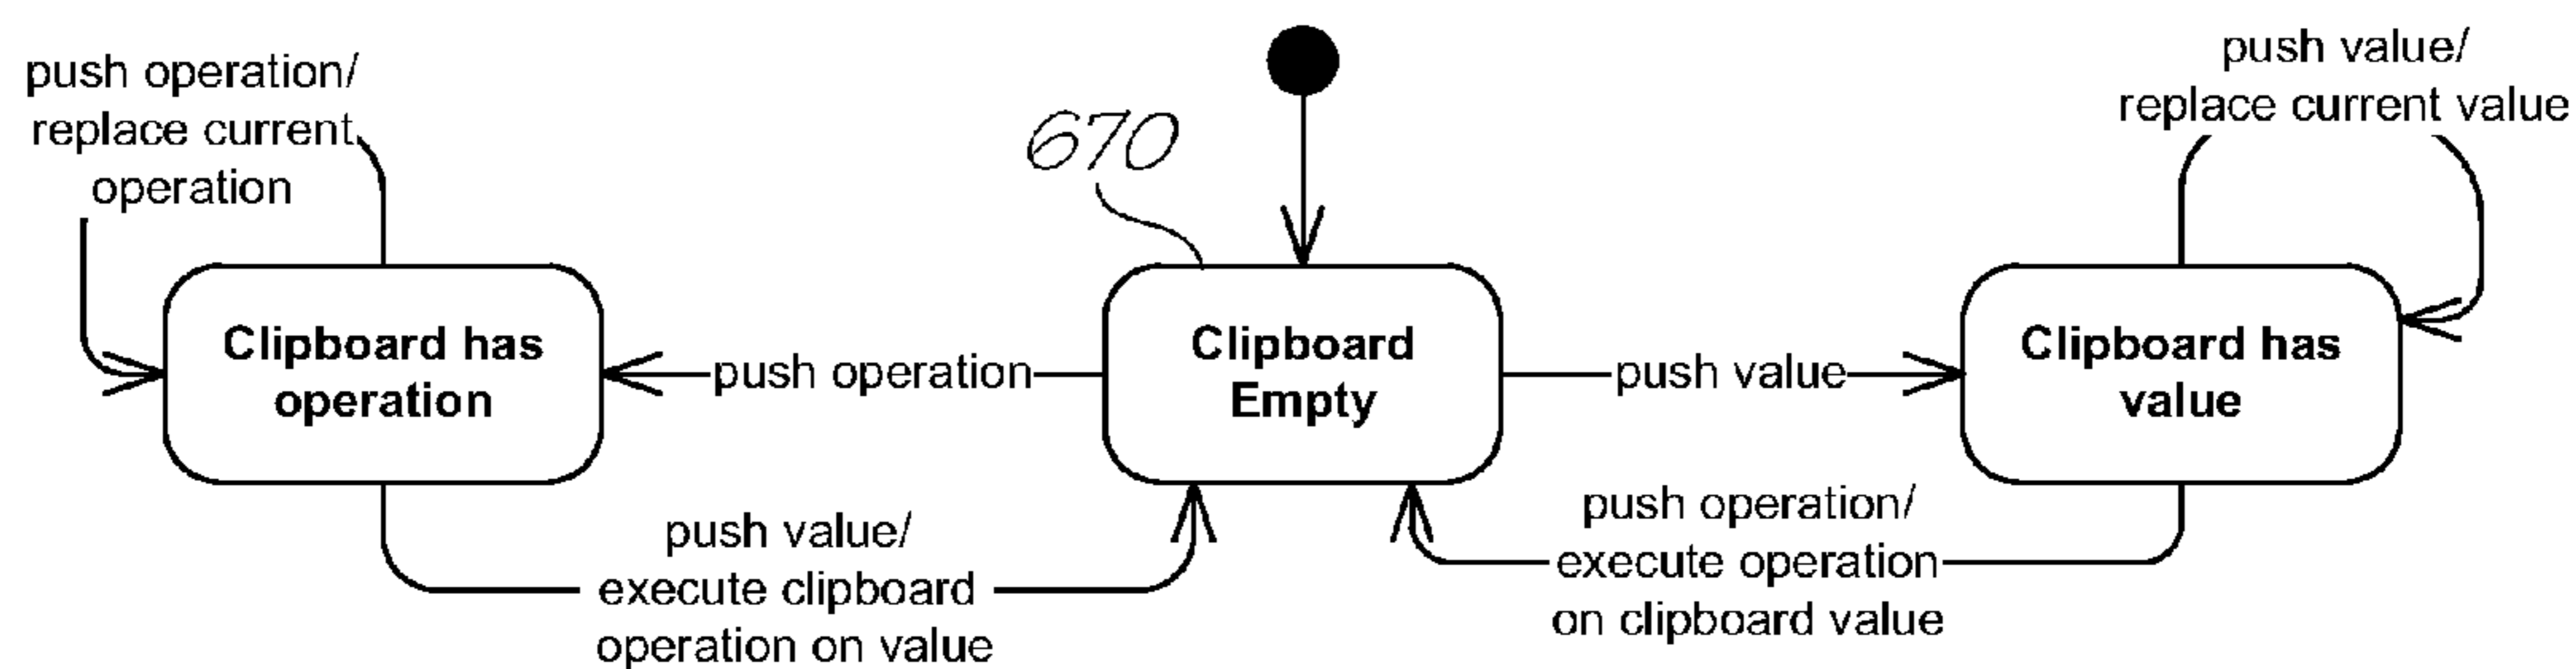 push operation/
replace current
operation
670
push value/
replace current value
Clipboard has
operation
push operation
Clipboard
Empty
push value
Clipboard has
value
push value/
execute clipboard
operation on value
push operation/
execute operation
on clipboard value